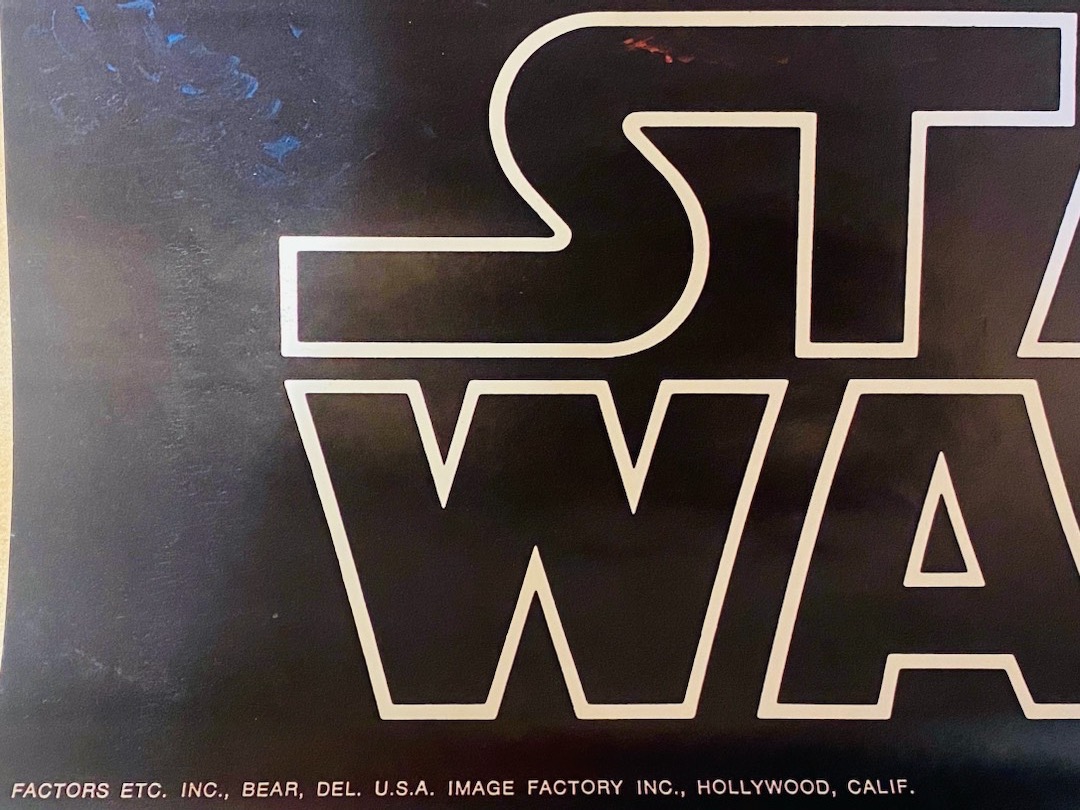 STA
WA
FACTORS ETC. INC., BEAR, DEL. U.S.A. IMAGE FACTORY INC., HOLLYWOOD, CALIF.